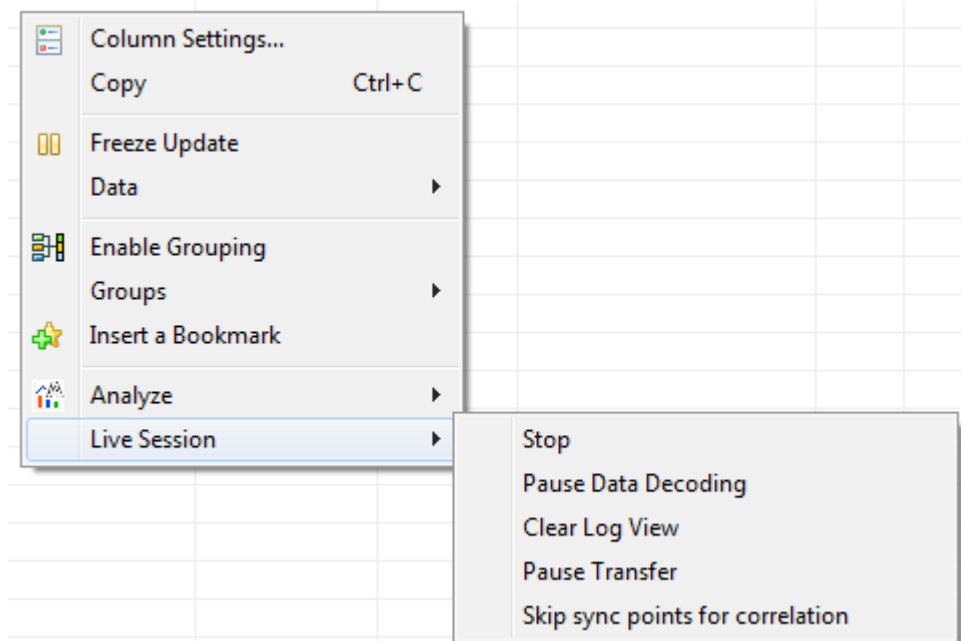 Column Settings...
Copy Ctrl+C
Freeze Update
Data
Enable Grouping
Groups
Insert a Bookmark
Analyze
Live Session
Stop
Pause Data Decoding
Clear Log View
Pause Transfer
Skip sync points for correlation